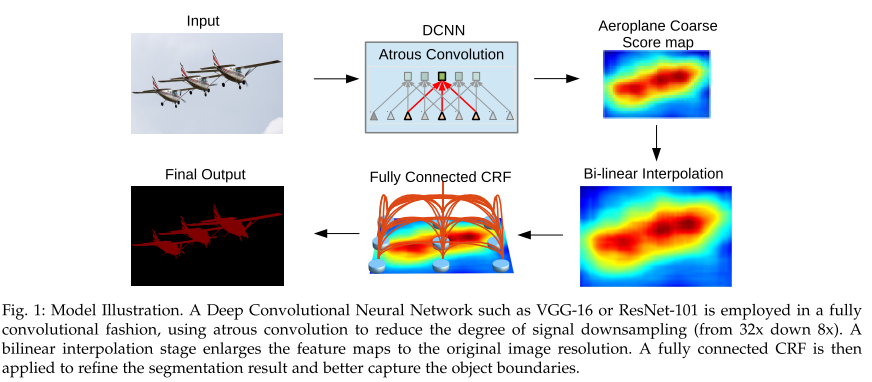 Input
DCNN
Atrous Convolution
Aeroplane Coarse
Score map
Final Output
Fully Connected CRF
Bi-linear Interpolation
Fig. 1: Model Illustration. A Deep Convolutional Neural Network such as VGG-16 or ResNet-101 is employed in a fully
convolutional fashion, using atrous convolution to reduce the degree of signal downsampling (from 32x down 8x). A
bilinear interpolation stage enlarges the feature maps to the original image resolution. A fully connected CRF is then
applied to refine the segmentation result and better capture the object boundaries.